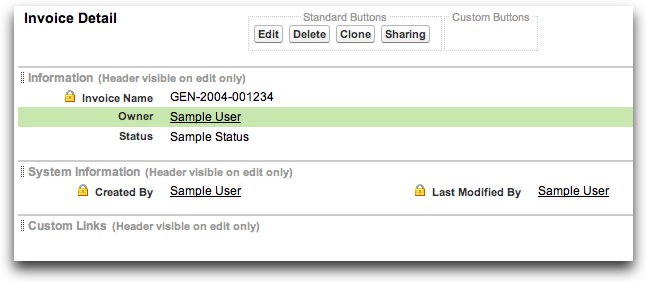 Invoice Detail
Standard Buttons
Custom Buttons
Edit Delete Clone Sharing
Information (Header visible on edit only)
Invoice Name GEN-2004-001234
Owner Sample User
Status Sample Status
System Information (Header visible on edit only)
Created By Sample User Last Modified By Sample User
Custom Links (Header visible on edit only)